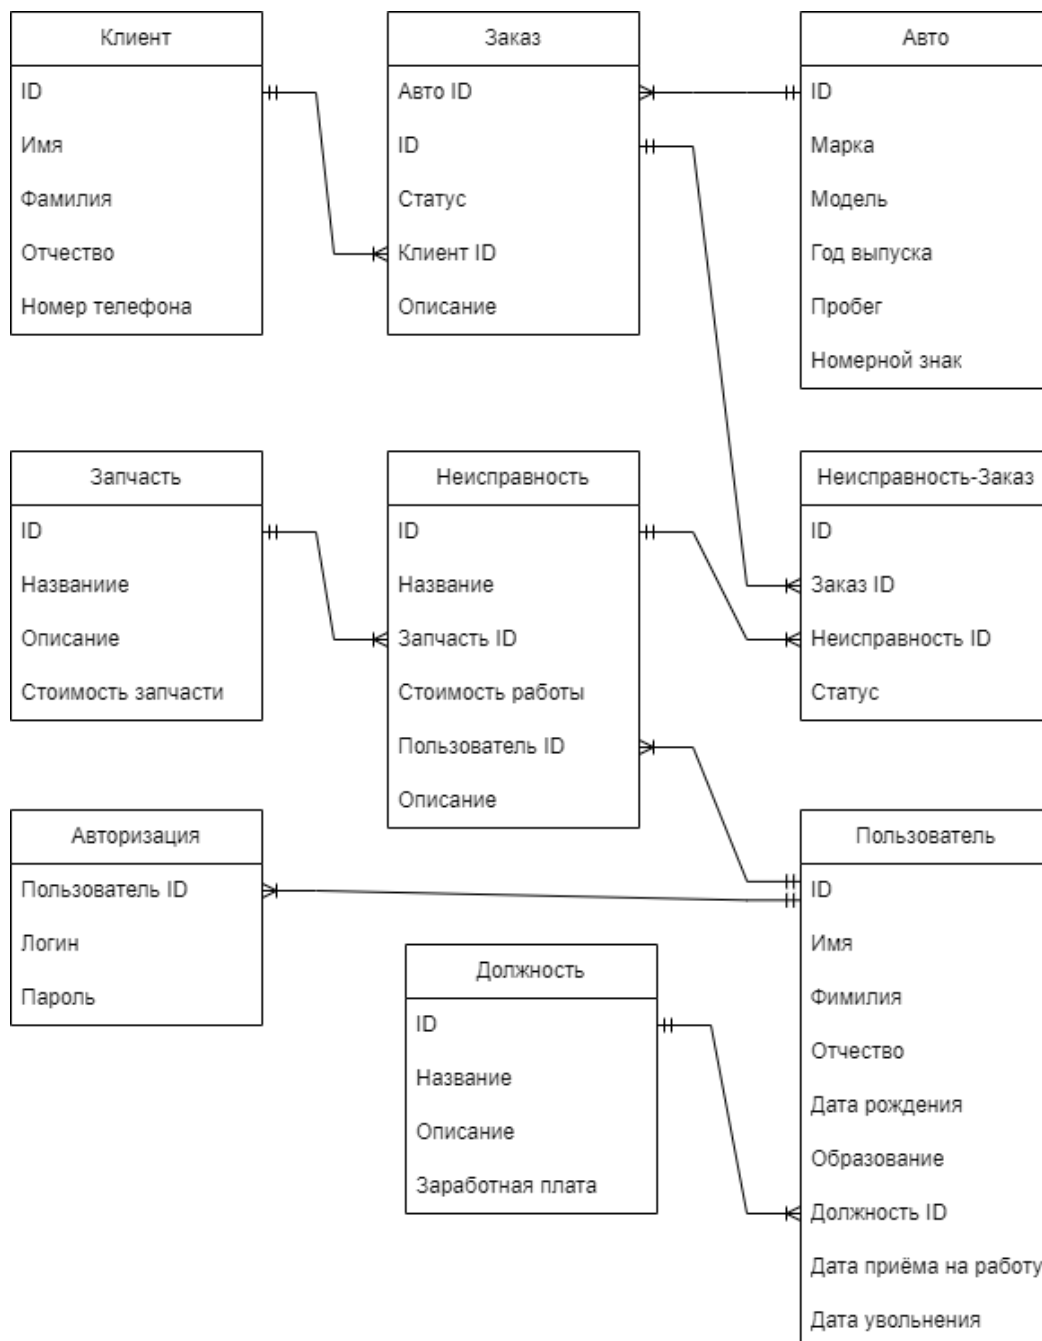 Клиент
ID
Имя
Фамилия
Отчество
Номер телефона
Заказ
Авто ID
ID
Статус
Клиент ID
Описание
Авто
ID
Марка
Модель
Год выпуска
Пробег
Номерной знак
Запчасть
ID
Названиие
Описание
Стоимость запчасти
Неисправность
ID
Название
Запчасть ID
Стоимость работы
Пользователь ID
Описание
Неисправность-Заказ
ID
Заказ ID
Неисправность ID
Статус
Авторизация
Пользователь ID
Логин
Пароль
Должность
ID
Название
Описание
Заработная плата
Пользователь
ID
Имя
Фимилия
Отчество
Дата рождения
Образование
Должность ID
Дата приёма на работу
Дата увольнения